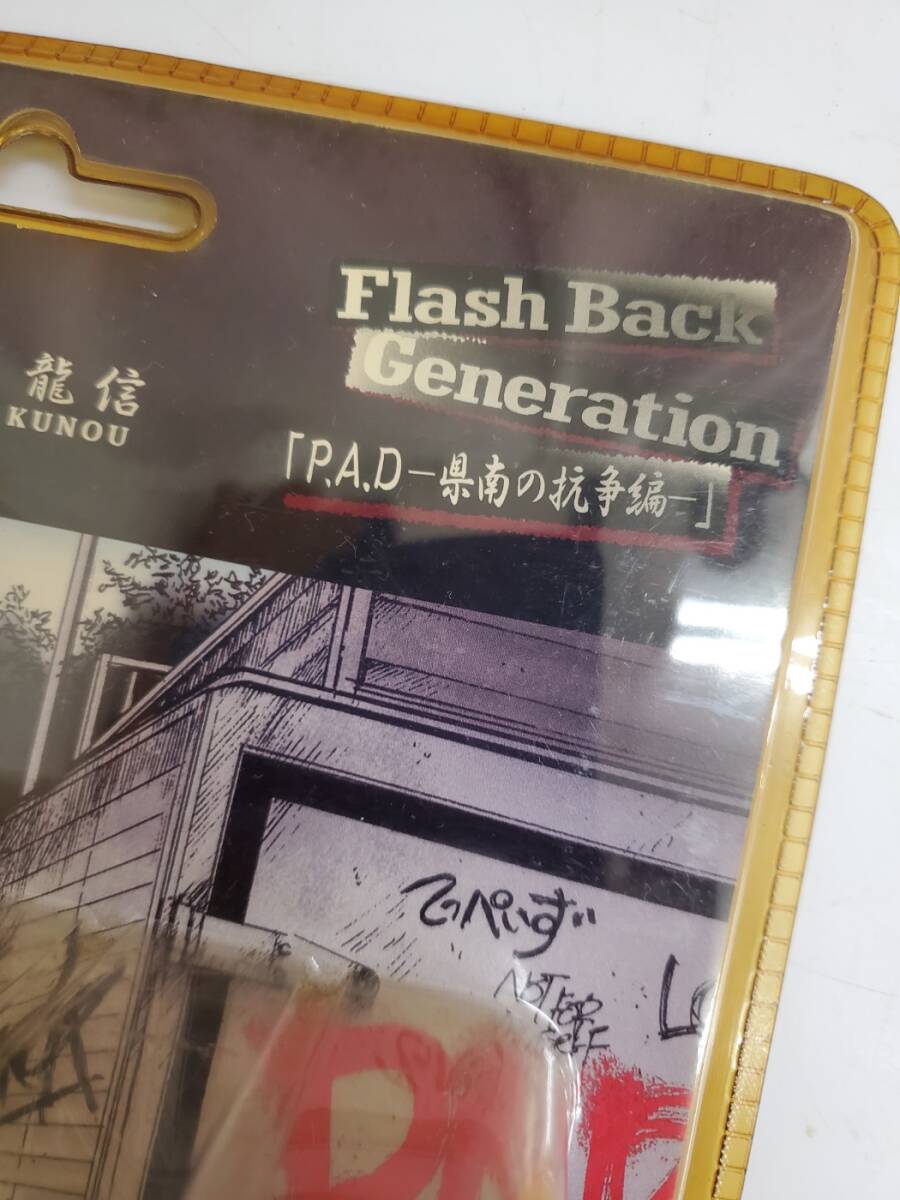 Flash Back
Generation
龍信
KUNOU
「P.A.D－県南の抗争編－」
てっぺいず
NOT FOR